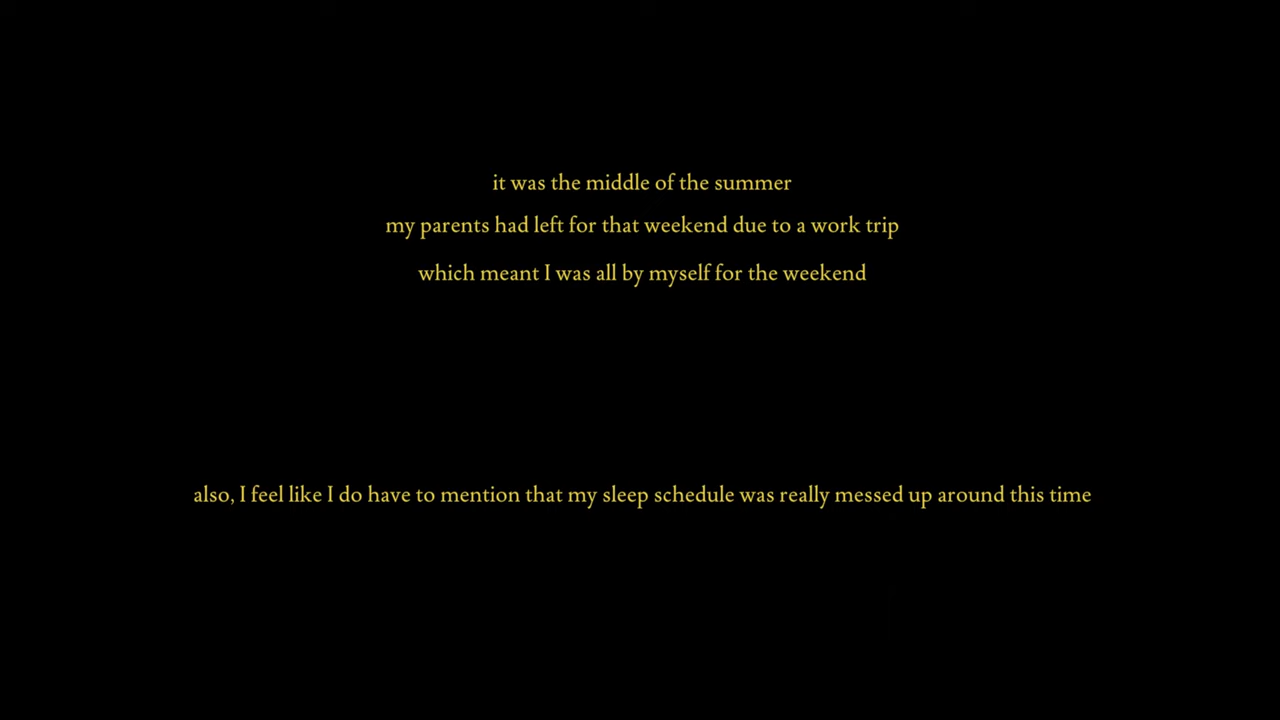 it was the middle of the summer
my parents had left for that weekend due to a work trip
which meant I was all by myself for the weekend
also, I feel like I do have to mention that my sleep schedule was really messed up around this time